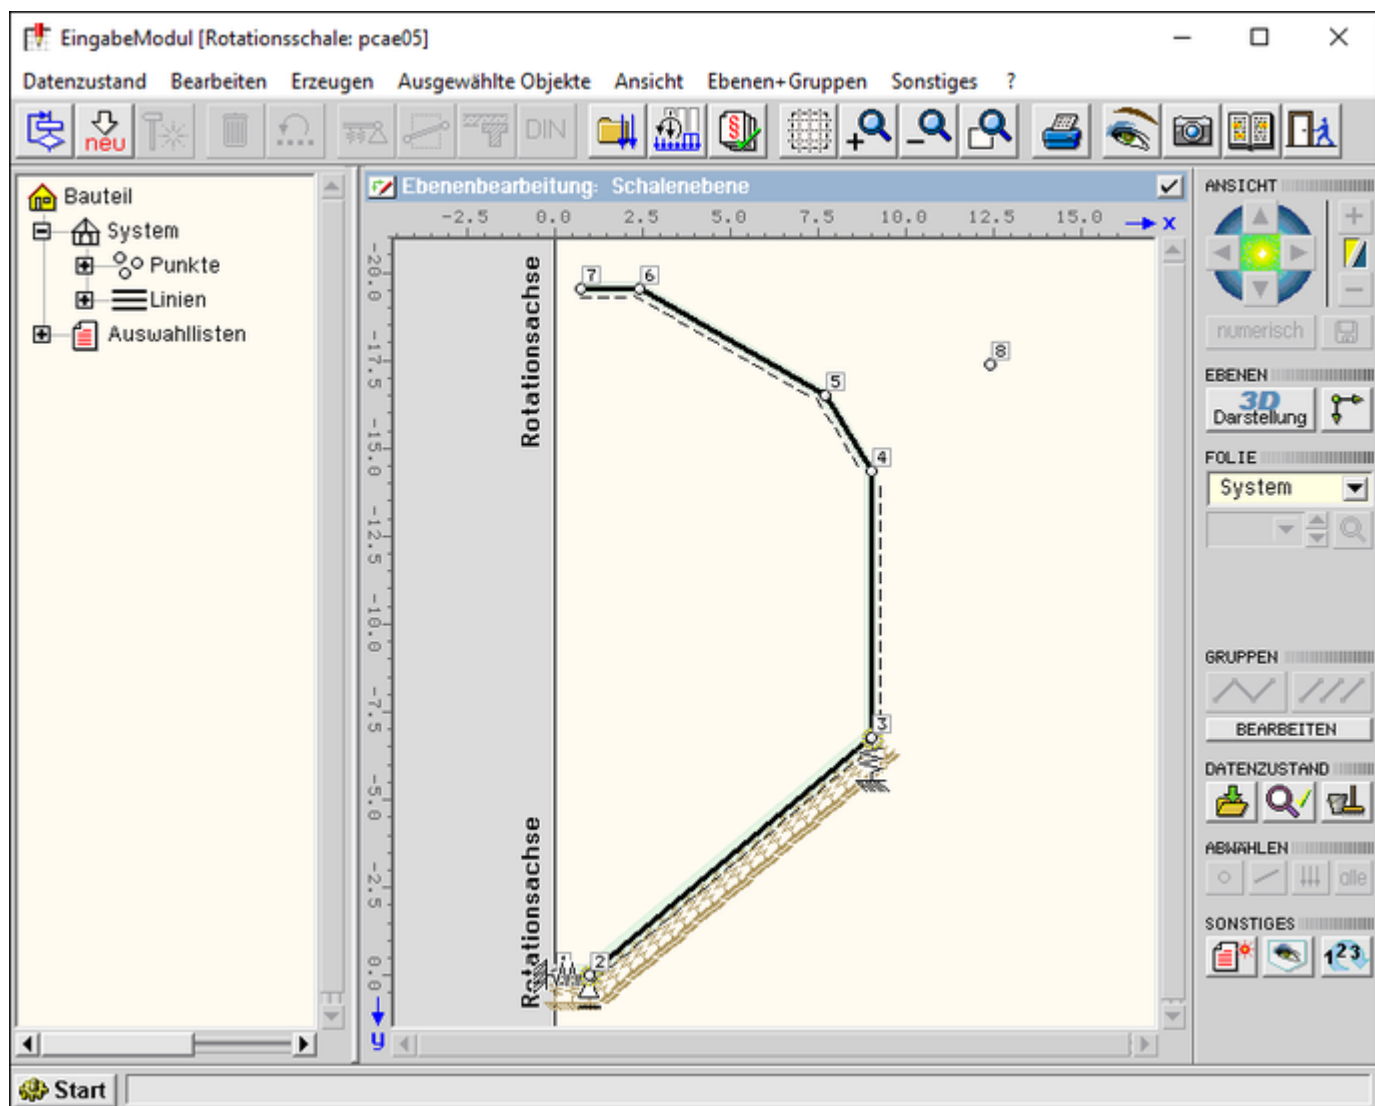 EingabeModul [Rotationsschale: pcae05]
Datenzustand Bearbeiten Erzeugen Ausgewählte Objekte Ansicht Ebenen+Gruppen Sonstiges ?
neu DIN
Bauteil
System
Punkte
Linien
Auswahllisten
Ebenenbearbeitung: Schalenebene
-2.5 0.0 2.5 5.0 7.5 10.0 12.5 15.0 x
-20.0
-17.5
-15.0
-12.5
-10.0
-7.5
-5.0
-2.5
0.0
y
Rotationsachse
Rotationsachse
7 6
8
5
4
3
2
ANSICHT
numerisch
EBENEN
3D
Darstellung
FOLIE
System
GRUPPEN
BEARBEITEN
DATENZUSTAND
ABWÄHLEN
alle
SONSTIGES
123
Start